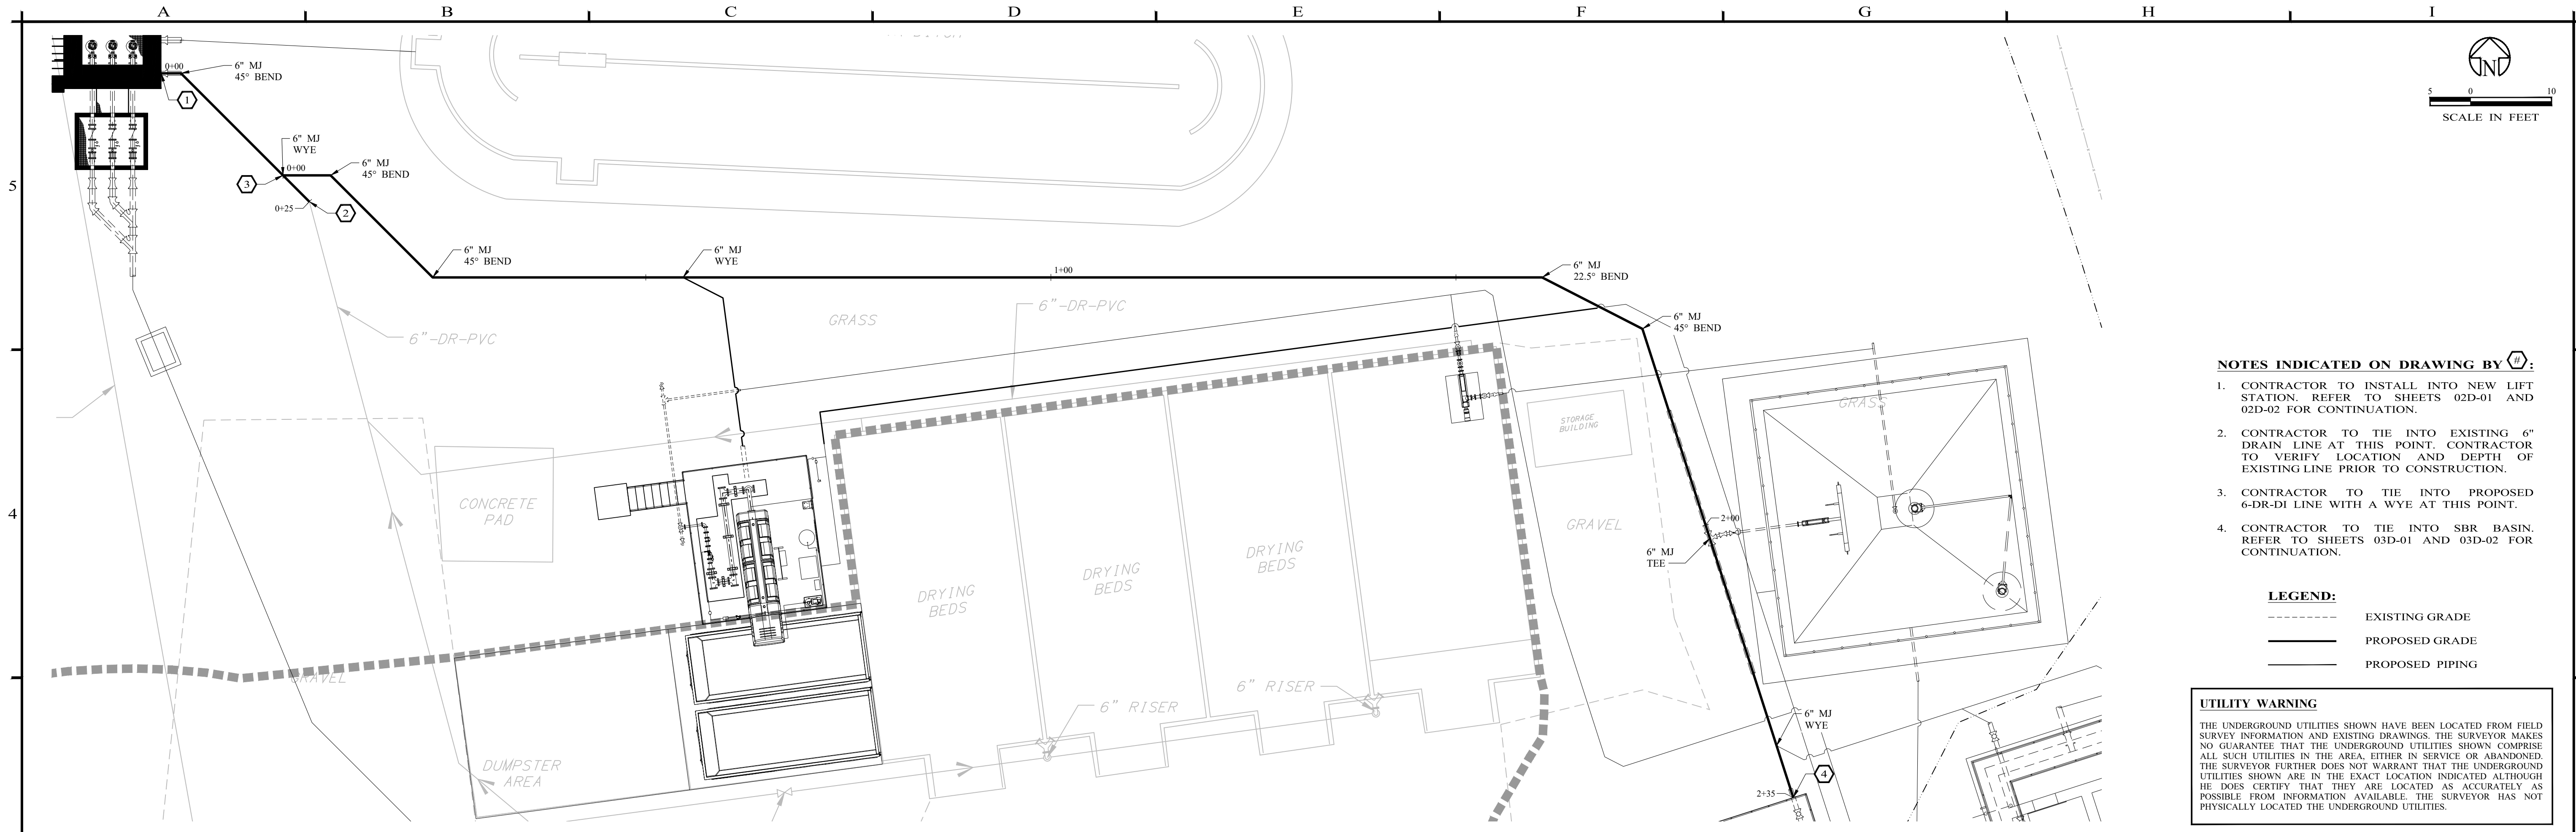 A
B
C
D
E
F
G
H
I
5
4
0+00
6" MJ
45° BEND
1
6" MJ
WYE
0+00
3
6" MJ
45° BEND
0+25
2
6" MJ
45° BEND
6" MJ
WYE
1+00
6" MJ
22.5° BEND
6" MJ
45° BEND
6"-DR-PVC
GRASS
6"-DR-PVC
CONCRETE
PAD
STORAGE
BUILDING
GRASS
GRAVEL
2+00
6" MJ
TEE
DRYING
BEDS
DRYING
BEDS
DRYING
BEDS
GRAVEL
6" RISER
6" RISER
DUMPSTER
AREA
6" MJ
WYE
4
2+35
N
5
0
10
SCALE IN FEET
NOTES INDICATED ON DRAWING BY # :
1. CONTRACTOR TO INSTALL INTO NEW LIFT
STATION. REFER TO SHEETS 02D-01 AND
02D-02 FOR CONTINUATION.
2. CONTRACTOR TO TIE INTO EXISTING 6"
DRAIN LINE AT THIS POINT. CONTRACTOR
TO VERIFY LOCATION AND DEPTH OF
EXISTING LINE PRIOR TO CONSTRUCTION.
3. CONTRACTOR TO TIE INTO PROPOSED
6-DR-DI LINE WITH A WYE AT THIS POINT.
4. CONTRACTOR TO TIE INTO SBR BASIN.
REFER TO SHEETS 03D-01 AND 03D-02 FOR
CONTINUATION.
LEGEND:
EXISTING GRADE
PROPOSED GRADE
PROPOSED PIPING
UTILITY WARNING
THE UNDERGROUND UTILITIES SHOWN HAVE BEEN LOCATED FROM FIELD
SURVEY INFORMATION AND EXISTING DRAWINGS. THE SURVEYOR MAKES
NO GUARANTEE THAT THE UNDERGROUND UTILITIES SHOWN COMPRISE
ALL SUCH UTILITIES IN THE AREA, EITHER IN SERVICE OR ABANDONED.
THE SURVEYOR FURTHER DOES NOT WARRANT THAT THE UNDERGROUND
UTILITIES SHOWN ARE IN THE EXACT LOCATION INDICATED ALTHOUGH
HE DOES CERTIFY THAT THEY ARE LOCATED AS ACCURATELY AS
POSSIBLE FROM INFORMATION AVAILABLE. THE SURVEYOR HAS NOT
PHYSICALLY LOCATED THE UNDERGROUND UTILITIES.